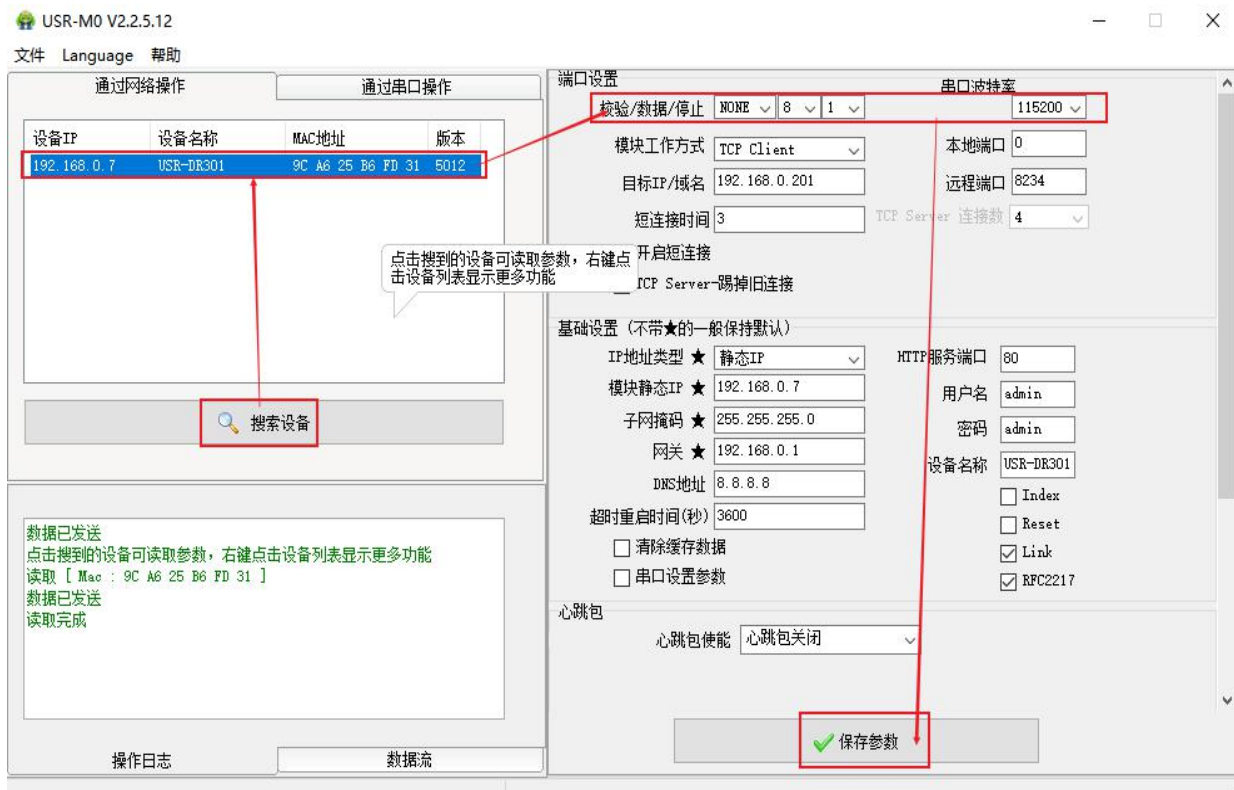 USR-M0 V2.2.5.12
文件 Language 帮助
通过网络操作 通过串口操作
设备IP 设备名称 MAC地址 版本
192.168.0.7 USR-DR301 9C A6 25 B6 FD 31 5012
搜索设备
点击搜到的设备可读取参数，右键点
击设备列表显示更多功能
数据已发送
点击搜到的设备可读取参数，右键点击设备列表显示更多功能
读取 [ Mac : 9C A6 25 B6 FD 31 ]
数据已发送
读取完成
操作日志 数据流
端口设置
串口波特率
校验/数据/停止 NONE 8 1 115200
模块工作方式 TCP Client 本地端口 0
目标IP/域名 192.168.0.201 远程端口 8234
短连接时间 3 TCP Server 连接数 4
开启短连接
TCP Server-踢掉旧连接
基础设置（不带★的一般保持默认）
IP地址类型 ★ 静态IP HTTP服务端口 80
模块静态IP ★ 192.168.0.7 用户名 admin
子网掩码 ★ 255.255.255.0 密码 admin
网关 ★ 192.168.0.1 设备名称 USR-DR301
DNS地址 8.8.8.8 Index
超时重启时间(秒) 3600 Reset
清除缓存数据 Link
串口设置参数 RFC2217
心跳包
心跳包使能 心跳包关闭
保存参数